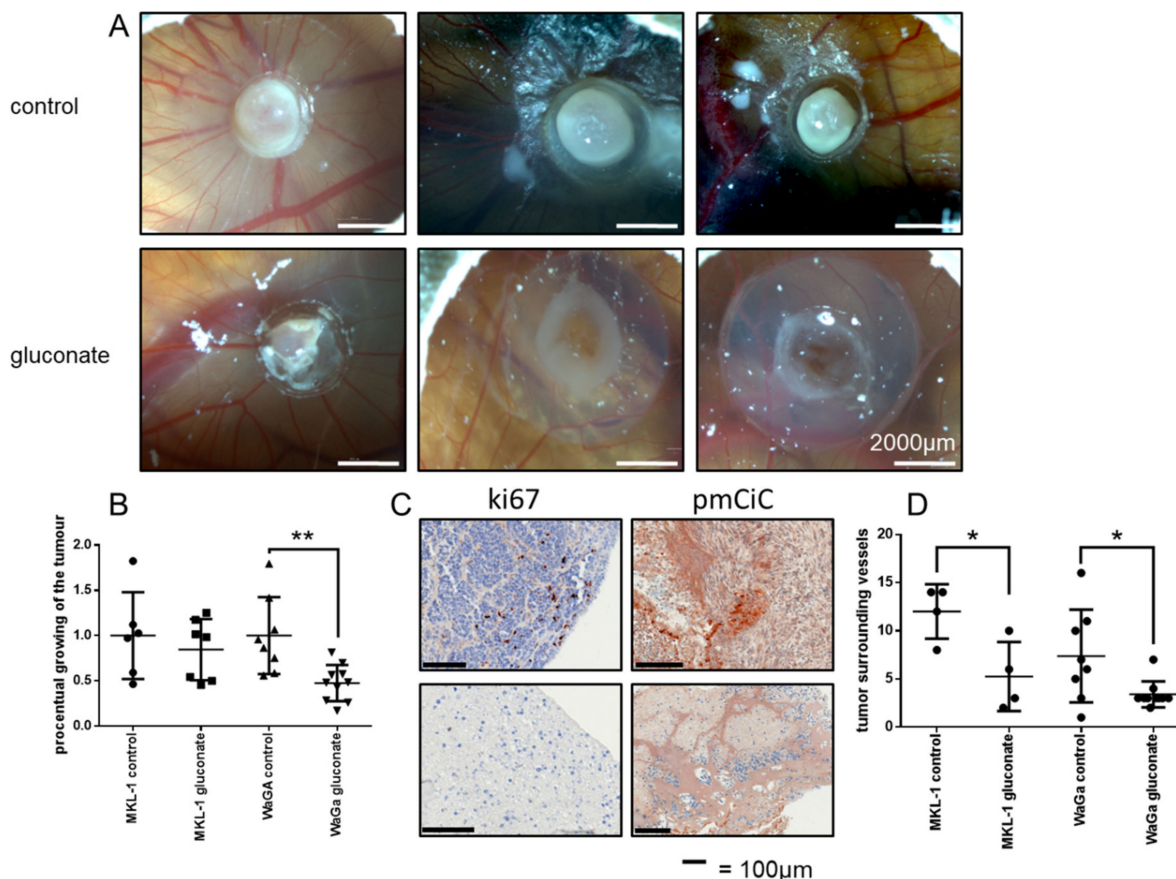 A
control
gluconate
2000µm
B
procentual growing of the tumour
2.0
1.5
1.0
0.5
0.0
**
MKL-1 control
MKL-1 gluconate
WaGA control
WaGa gluconate
C
ki67
pmCiC
= 100µm
D
tumor surrounding vessels
20
15
10
5
0
*
*
MKL-1 control
MKL-1 gluconate
WaGa control
WaGa gluconate